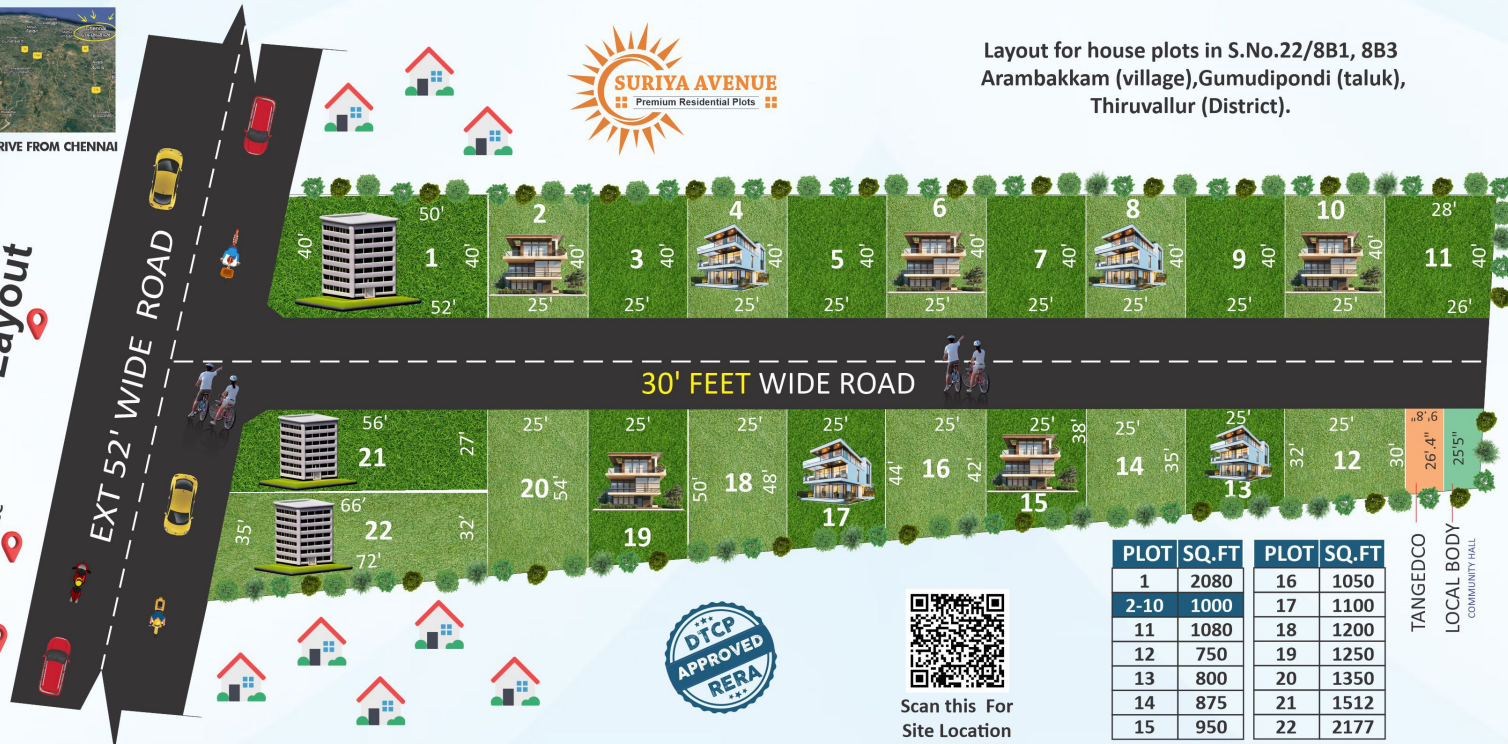 RIVE FROM CHENNAI
SURIYA AVENUE
Premium Residential Plots
Layout for house plots in S.No.22/8B1, 8B3
Arambakkam (village),Gumudipondi (taluk),
Thiruvallur (District).
Layout
EXT 52' WIDE ROAD
50'
40'
1
40'
52'
2
40'
25'
3
40'
25'
4
40'
25'
5
40'
25'
6
40'
25'
7
40'
25'
8
40'
25'
9
40'
25'
10
40'
25'
28'
11
40'
26'
30' FEET WIDE ROAD
56'
21
27'
66'
22
35'
32'
72'
25'
20
54'
25'
19
50'
25'
18
48'
25'
17
44'
25'
16
42'
25'
15
38'
25'
14
35'
25'
13
32'
25'
12
30'
9',8"
26'.4"
25'5"
TANGEDCO
LOCAL BODY
COMMUNITY HALL
DTCP
APPROVED
RERA
Scan this For
Site Location
PLOT SQ.FT PLOT SQ.FT
1 2080 16 1050
2-10 1000 17 1100
11 1080 18 1200
12 750 19 1250
13 800 20 1350
14 875 21 1512
15 950 22 2177